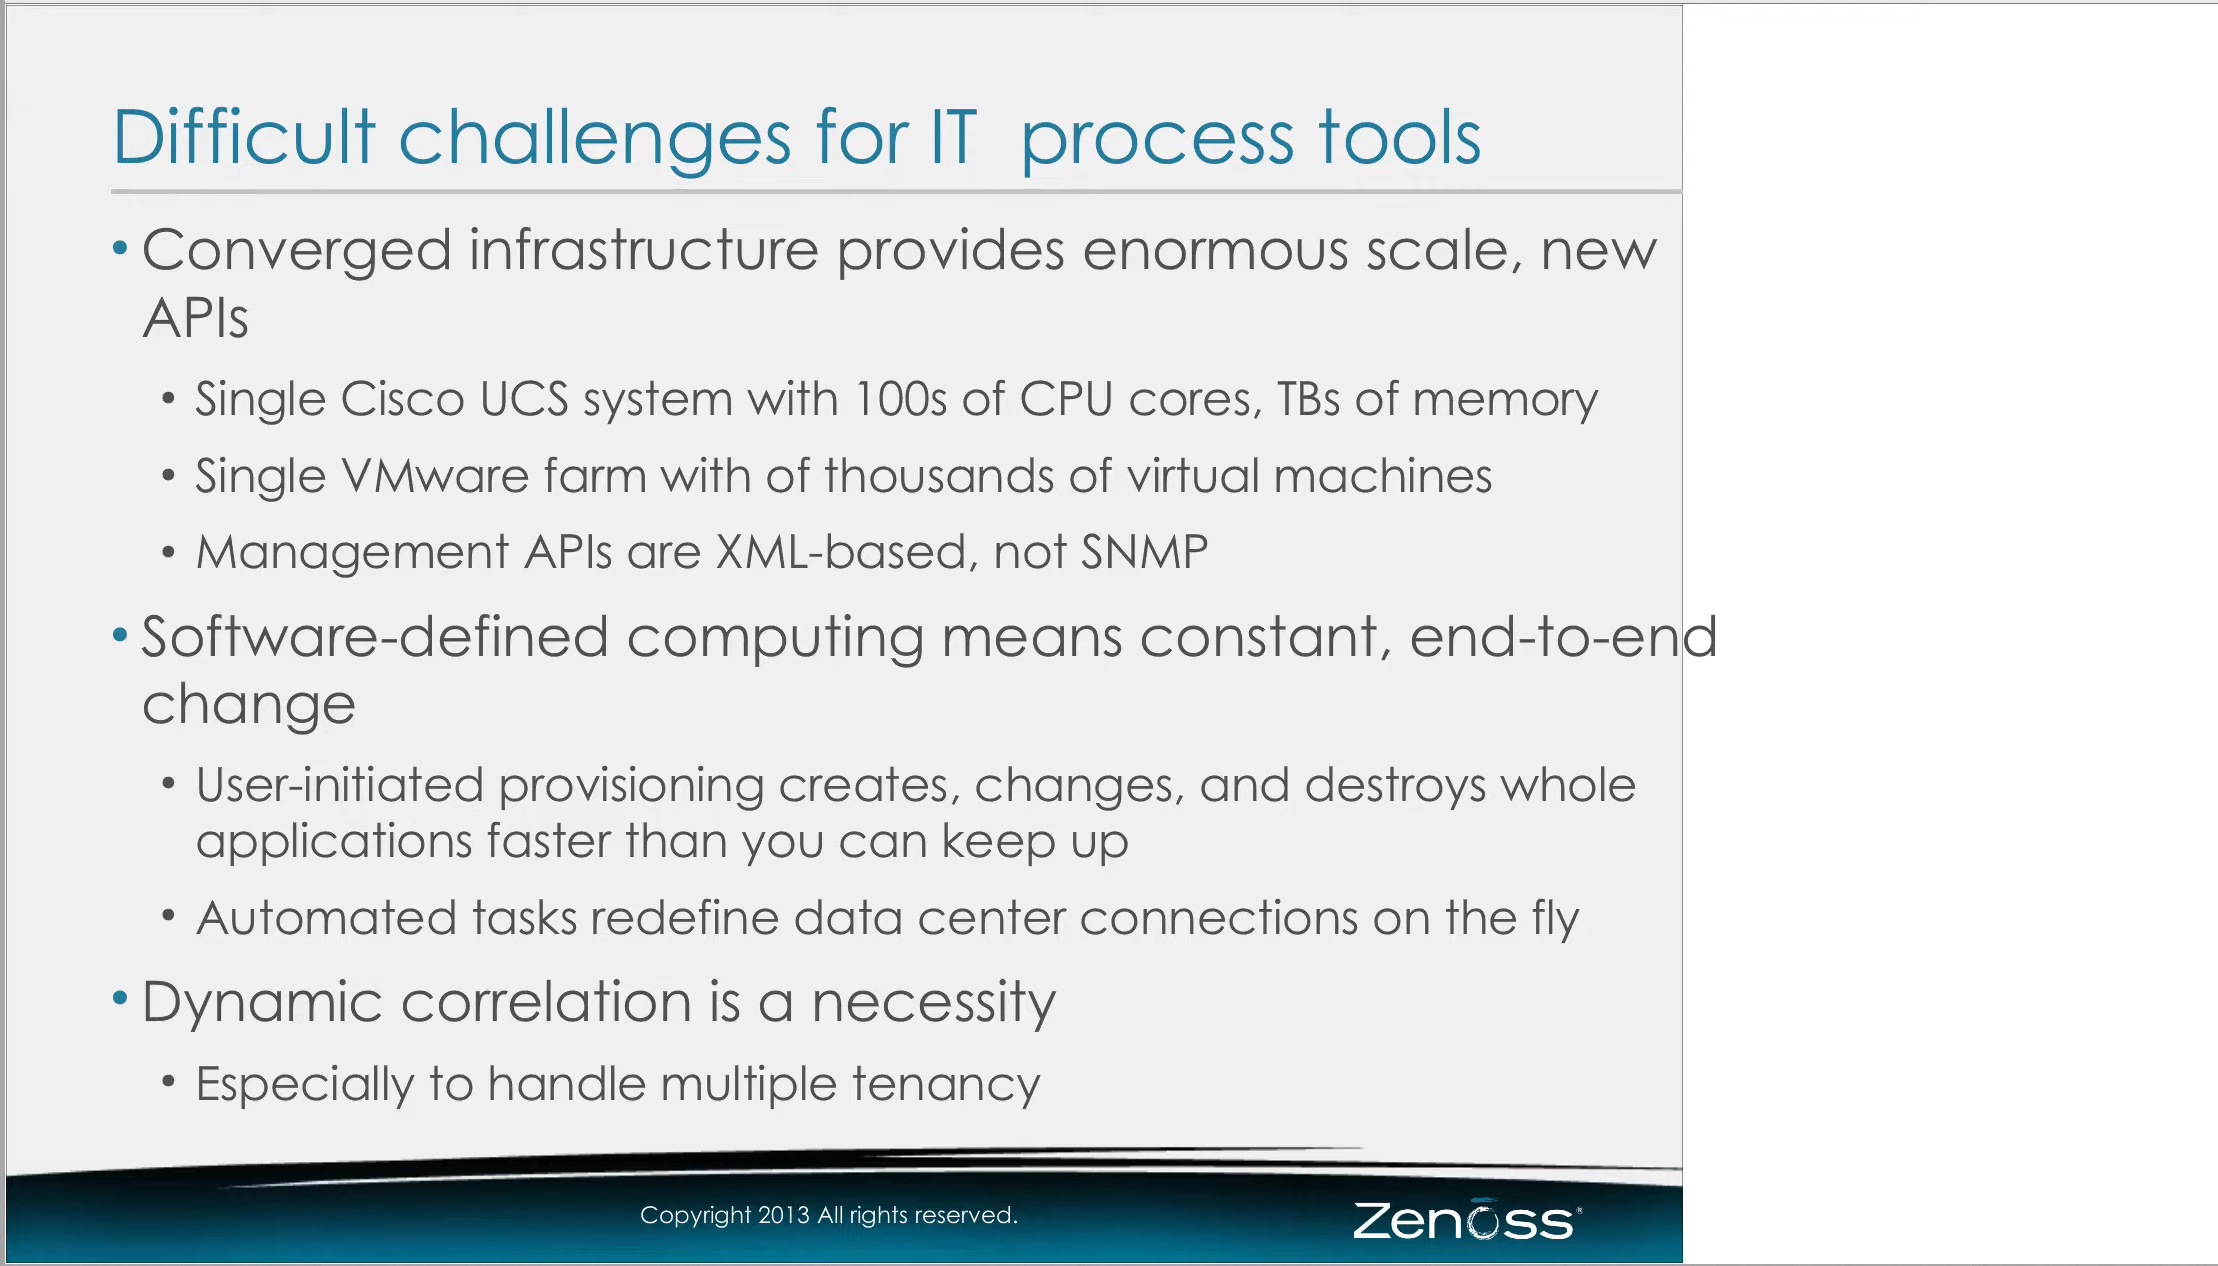 Difficult challenges for IT  process tools
• Converged infrastructure provides enormous scale, new
APIs
• Single Cisco UCS system with 100s of CPU cores, TBs of memory
• Single VMware farm with of thousands of virtual machines
• Management APIs are XML-based, not SNMP
• Software-defined computing means constant, end-to-end
change
• User-initiated provisioning creates, changes, and destroys whole
applications faster than you can keep up
• Automated tasks redefine data center connections on the fly
• Dynamic correlation is a necessity
• Especially to handle multiple tenancy
Copyright 2013 All rights reserved.
Zenoss®